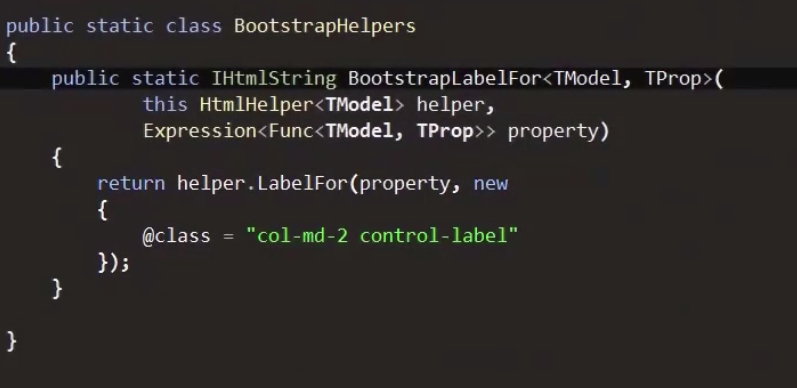 public static class BootstrapHelpers
{
    public static IHtmlString BootstrapLabelFor<TModel, TProp>(
            this HtmlHelper<TModel> helper,
            Expression<Func<TModel, TProp>> property)
    {
        return helper.LabelFor(property, new
        {
            @class = "col-md-2 control-label"
        });
    }
}